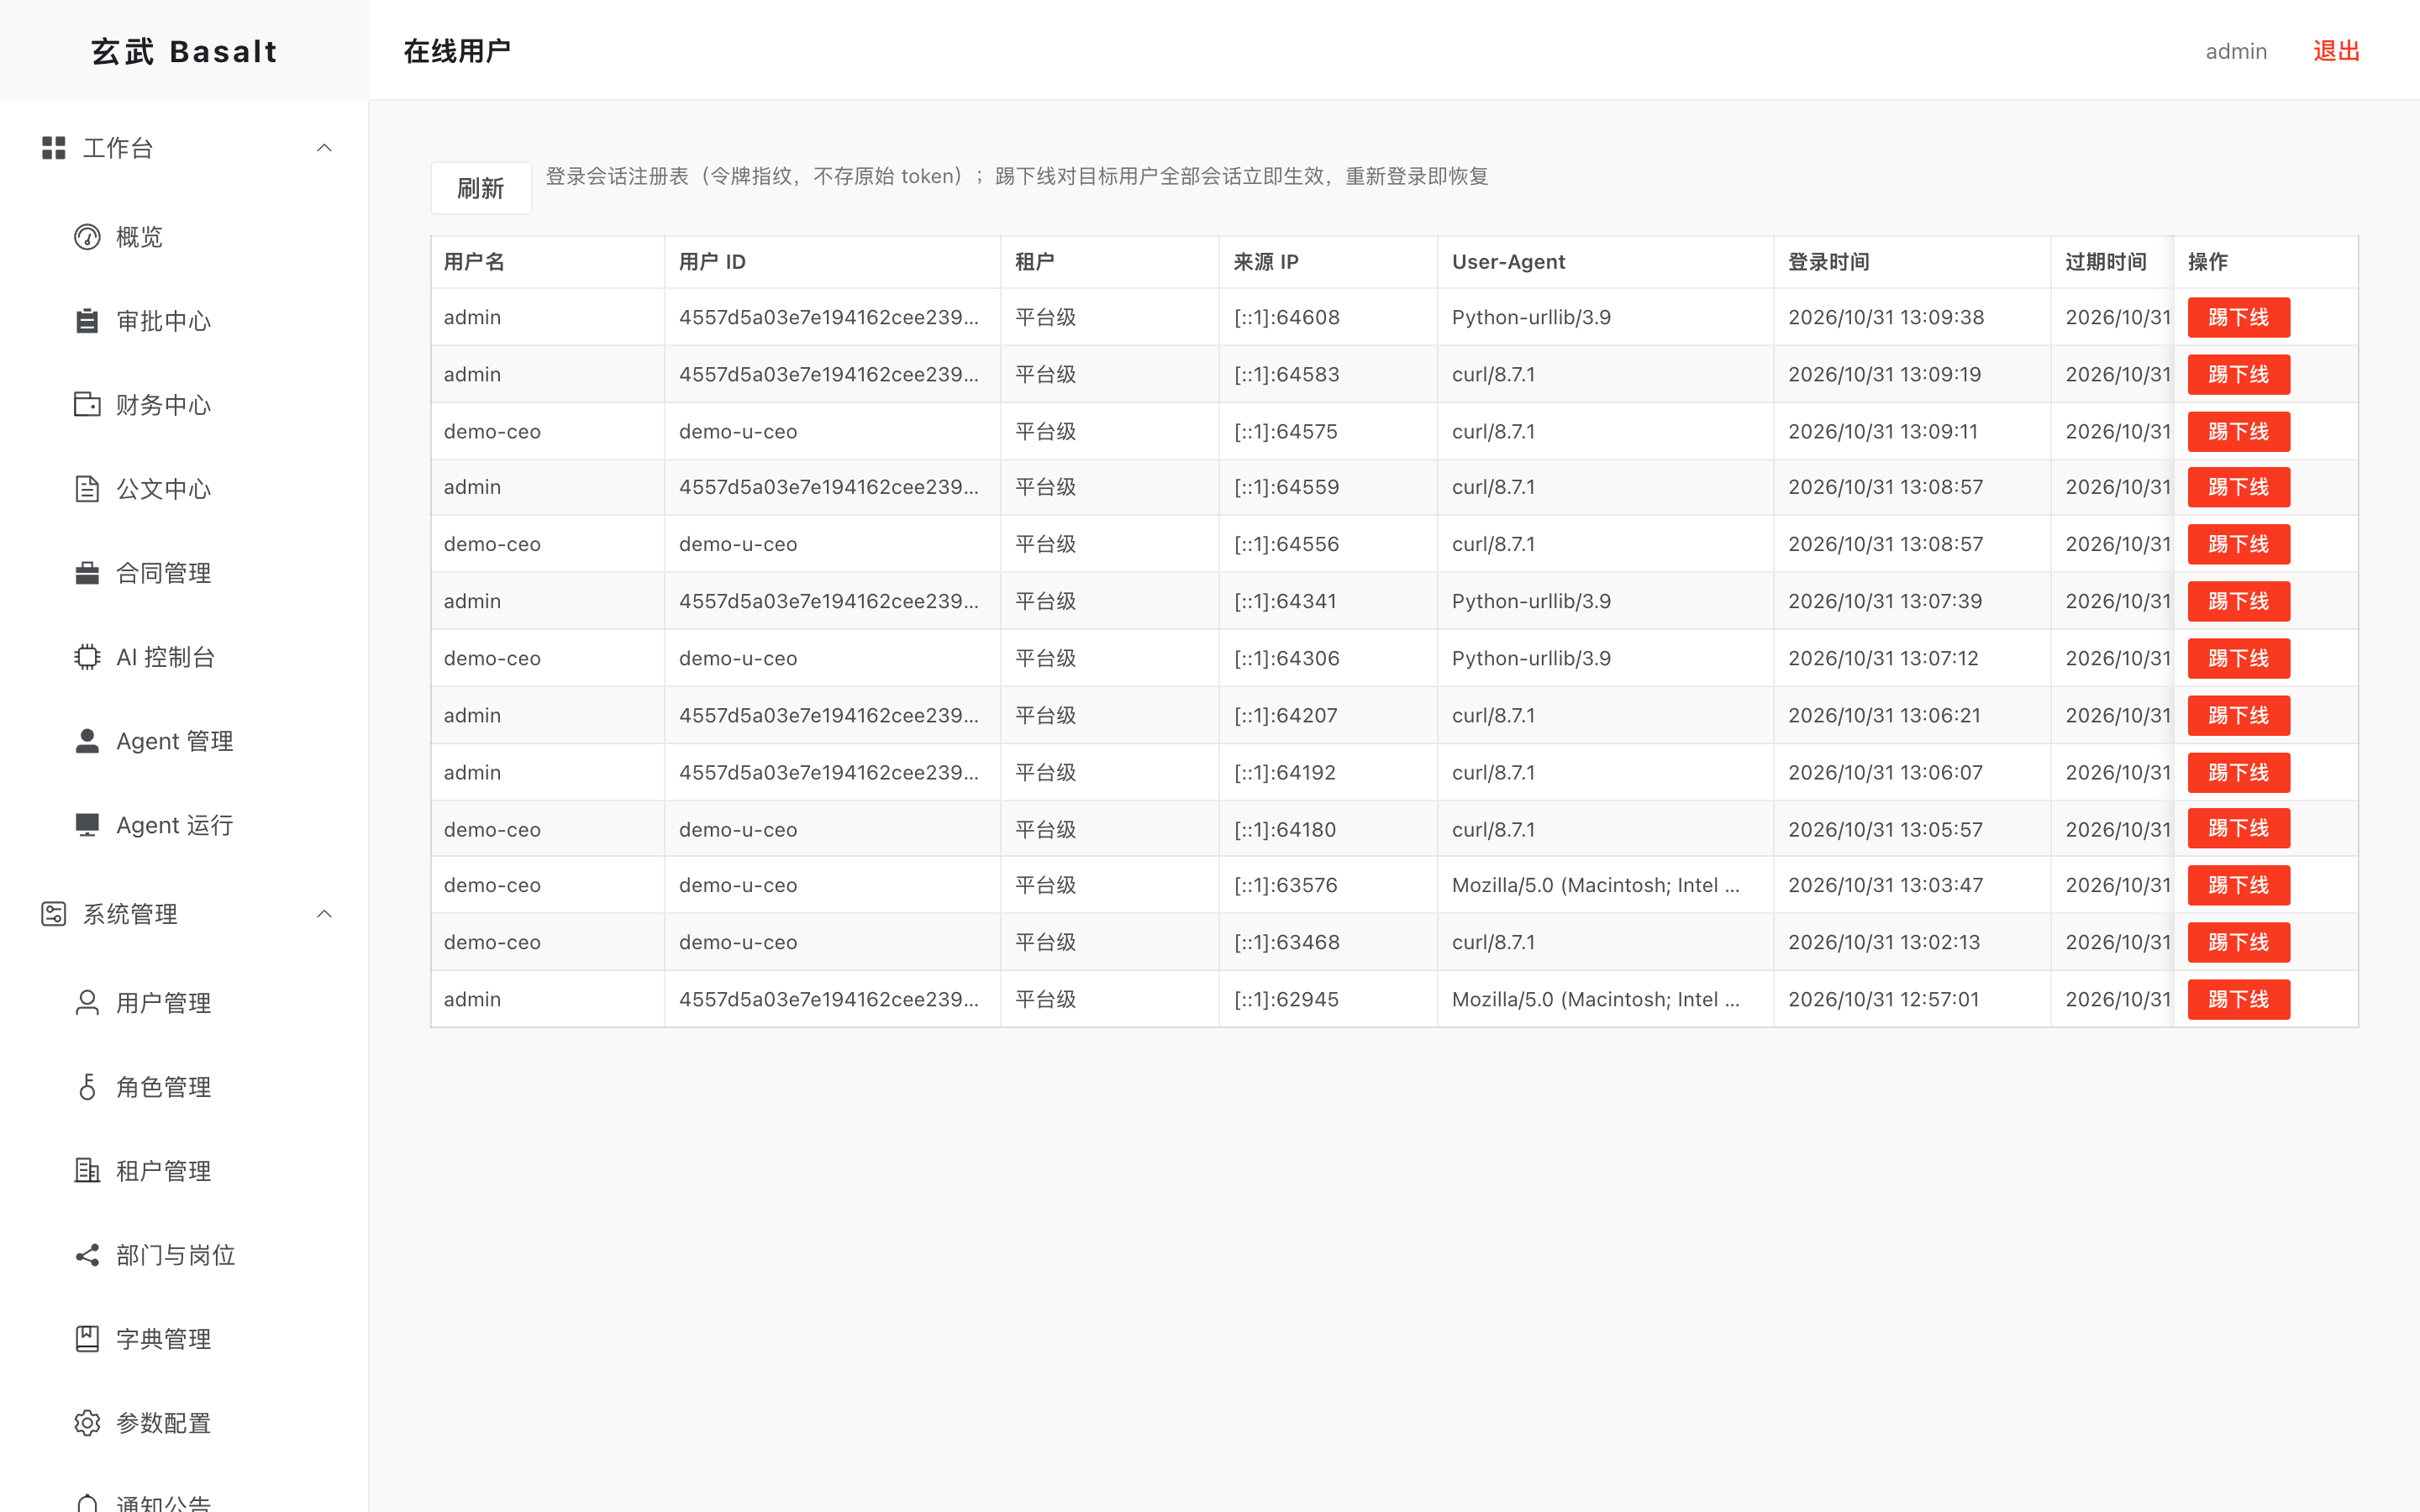 玄武 Basalt
在线用户
admin 退出
工作台
概览
审批中心
财务中心
公文中心
合同管理
AI 控制台
Agent 管理
Agent 运行
系统管理
用户管理
角色管理
租户管理
部门与岗位
字典管理
参数配置
通知公告
刷新 登录会话注册表（令牌指纹，不存原始 token）；踢下线对目标用户全部会话立即生效，重新登录即恢复
用户名 用户 ID 租户 来源 IP User-Agent 登录时间 过期时间 操作
admin 4557d5a03e7e194162cee239... 平台级 [::1]:64608 Python-urllib/3.9 2026/10/31 13:09:38 2026/10/31 踢下线
admin 4557d5a03e7e194162cee239... 平台级 [::1]:64583 curl/8.7.1 2026/10/31 13:09:19 2026/10/31 踢下线
demo-ceo demo-u-ceo 平台级 [::1]:64575 curl/8.7.1 2026/10/31 13:09:11 2026/10/31 踢下线
admin 4557d5a03e7e194162cee239... 平台级 [::1]:64559 curl/8.7.1 2026/10/31 13:08:57 2026/10/31 踢下线
demo-ceo demo-u-ceo 平台级 [::1]:64556 curl/8.7.1 2026/10/31 13:08:57 2026/10/31 踢下线
admin 4557d5a03e7e194162cee239... 平台级 [::1]:64341 Python-urllib/3.9 2026/10/31 13:07:39 2026/10/31 踢下线
demo-ceo demo-u-ceo 平台级 [::1]:64306 Python-urllib/3.9 2026/10/31 13:07:12 2026/10/31 踢下线
admin 4557d5a03e7e194162cee239... 平台级 [::1]:64207 curl/8.7.1 2026/10/31 13:06:21 2026/10/31 踢下线
admin 4557d5a03e7e194162cee239... 平台级 [::1]:64192 curl/8.7.1 2026/10/31 13:06:07 2026/10/31 踢下线
demo-ceo demo-u-ceo 平台级 [::1]:64180 curl/8.7.1 2026/10/31 13:05:57 2026/10/31 踢下线
demo-ceo demo-u-ceo 平台级 [::1]:63576 Mozilla/5.0 (Macintosh; Intel ... 2026/10/31 13:03:47 2026/10/31 踢下线
demo-ceo demo-u-ceo 平台级 [::1]:63468 curl/8.7.1 2026/10/31 13:02:13 2026/10/31 踢下线
admin 4557d5a03e7e194162cee239... 平台级 [::1]:62945 Mozilla/5.0 (Macintosh; Intel ... 2026/10/31 12:57:01 2026/10/31 踢下线